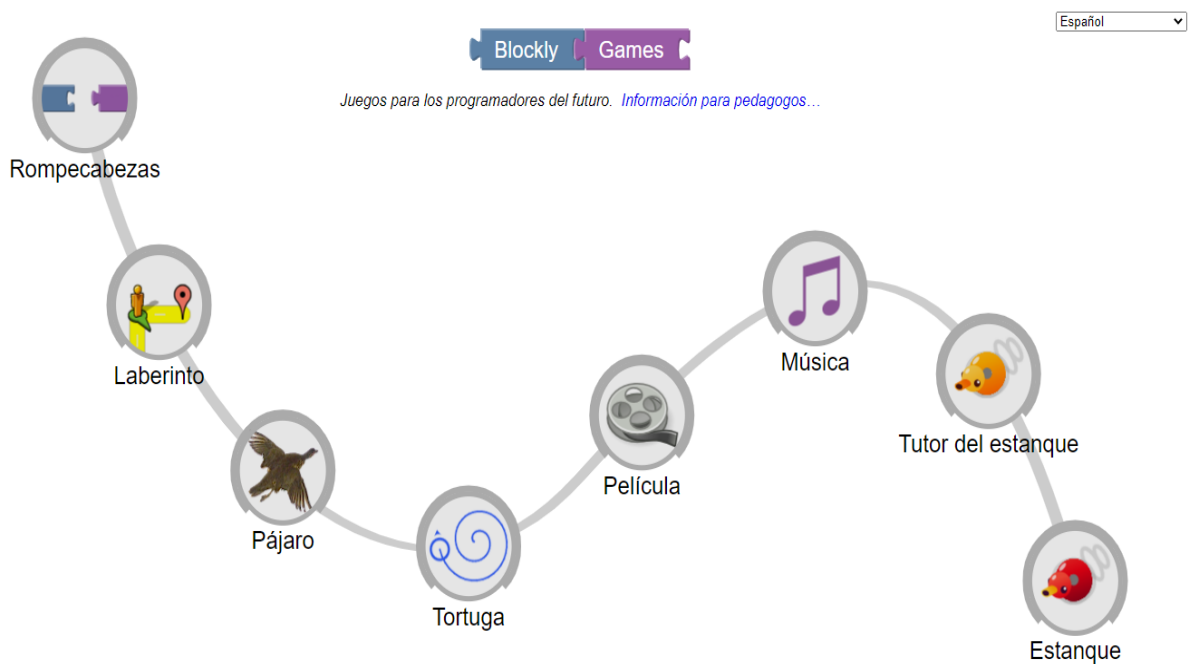 Español
Blockly Games
Juegos para los programadores del futuro. Información para pedagogos...
Rompecabezas
Laberinto
Pájaro
Tortuga
Película
Música
Tutor del estanque
Estanque